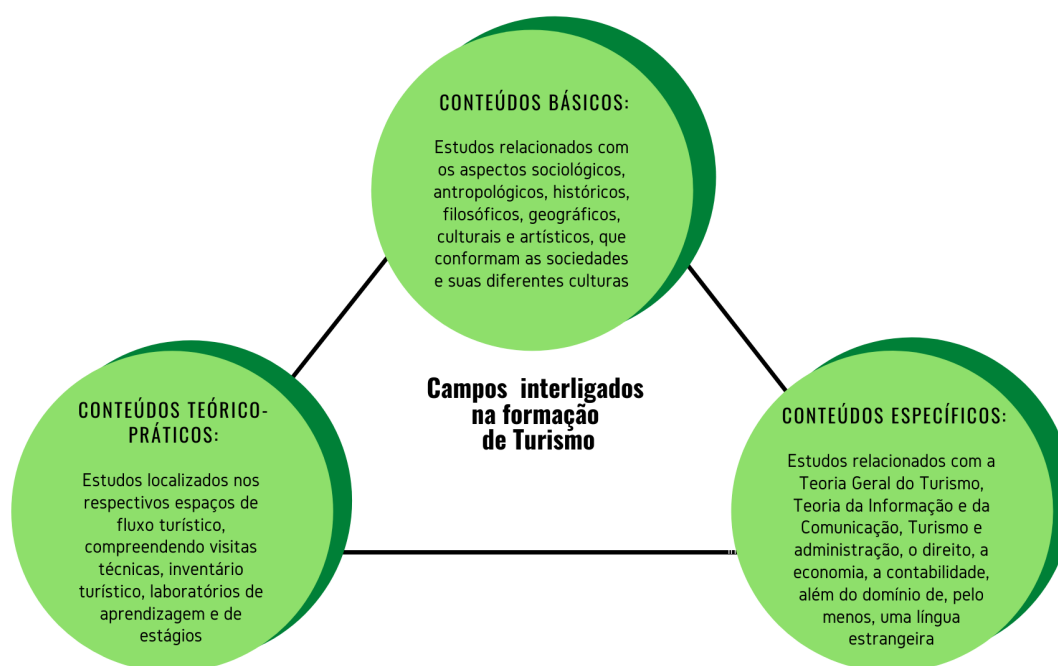 CONTEÚDOS BÁSICOS:
Estudos relacionados com
os aspectos sociológicos,
antropológicos, históricos,
filosóficos, geográficos,
culturais e artísticos, que
conformam as sociedades
e suas diferentes culturas
Campos interligados
na formação
de Turismo
CONTEÚDOS TEÓRICO-
PRÁTICOS:
Estudos localizados nos
respectivos espaços de
fluxo turístico,
compreendendo visitas
técnicas, inventário
turístico, laboratórios de
aprendizagem e de
estágios
CONTEÚDOS ESPECÍFICOS:
Estudos relacionados com a
Teoria Geral do Turismo,
Teoria da Informação e da
Comunicação, Turismo e
administração, o direito, a
economia, a contabilidade,
além do domínio de, pelo
menos, uma língua
estrangeira